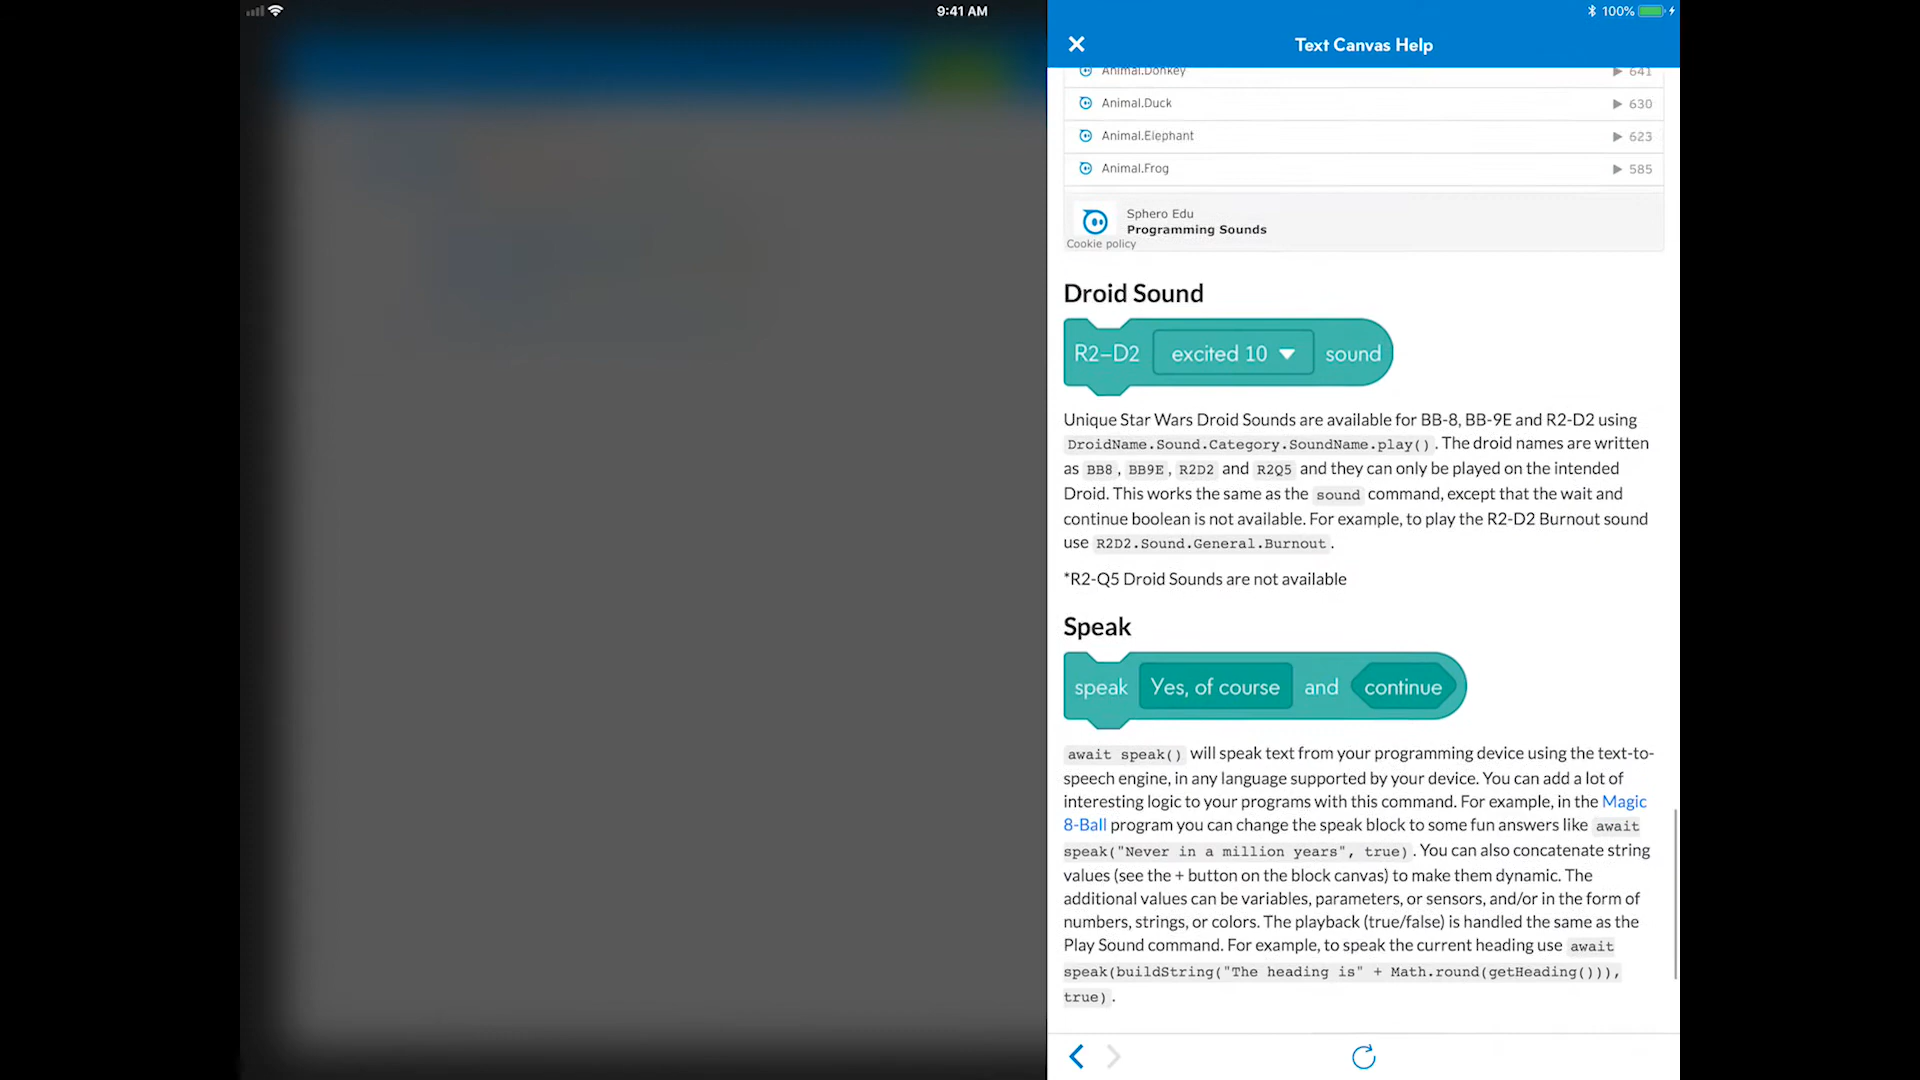 9:41 AM
100%
Text Canvas Help
Animal.Donkey 641
Animal.Duck 630
Animal.Elephant 623
Animal.Frog 585
Sphero Edu
Programming Sounds
Cookie policy
Droid Sound
R2-D2 excited 10 sound
Unique Star Wars Droid Sounds are available for BB-8, BB-9E and R2-D2 using
DroidName.Sound.Category.SoundName.play(). The droid names are written
as BB8, BB9E, R2D2 and R2Q5 and they can only be played on the intended
Droid. This works the same as the sound command, except that the wait and
continue boolean is not available. For example, to play the R2-D2 Burnout sound
use R2D2.Sound.General.Burnout.
*R2-Q5 Droid Sounds are not available
Speak
speak Yes, of course and continue
await speak() will speak text from your programming device using the text-to-
speech engine, in any language supported by your device. You can add a lot of
interesting logic to your programs with this command. For example, in the Magic
8-Ball program you can change the speak block to some fun answers like await
speak("Never in a million years", true). You can also concatenate string
values (see the + button on the block canvas) to make them dynamic. The
additional values can be variables, parameters, or sensors, and/or in the form of
numbers, strings, or colors. The playback (true/false) is handled the same as the
Play Sound command. For example, to speak the current heading use await
speak(buildString("The heading is" + Math.round(getHeading())),
true).